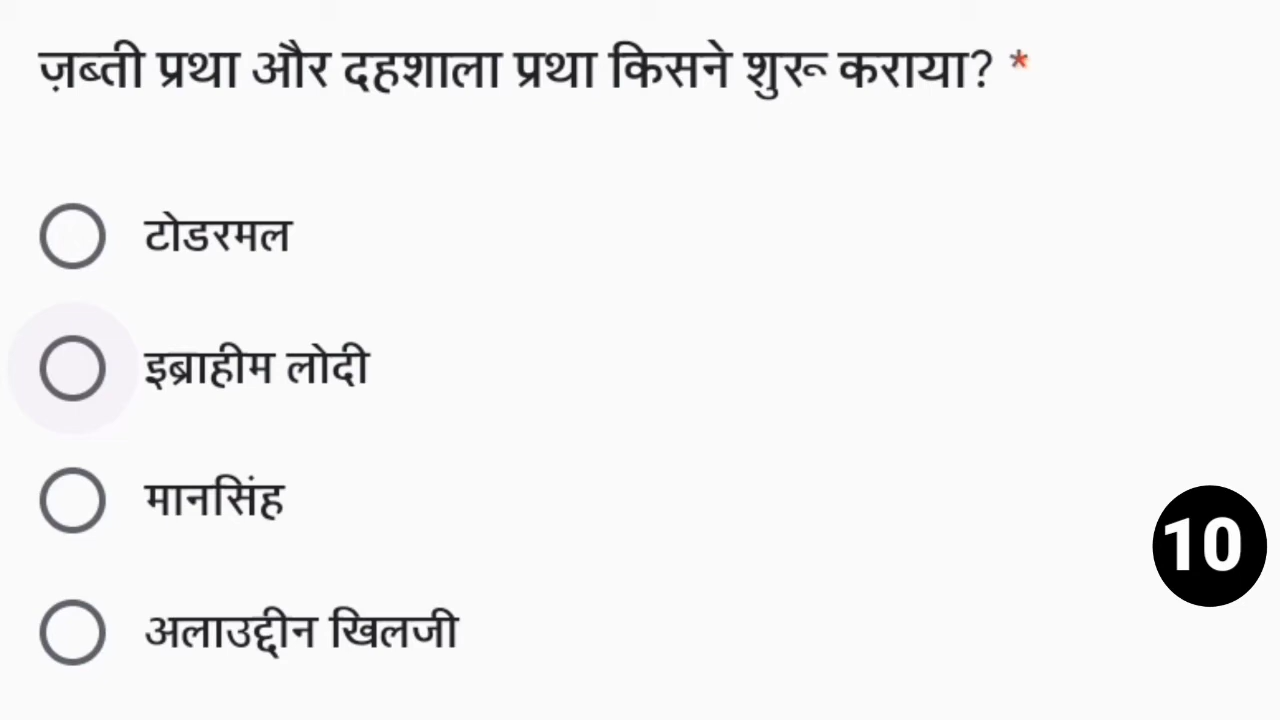 ज़ब्ती प्रथा और दहशाला प्रथा किसने शुरू कराया? *
टोडरमल
इब्राहीम लोदी
मानसिंह
10
अलाउद्दीन खिलजी